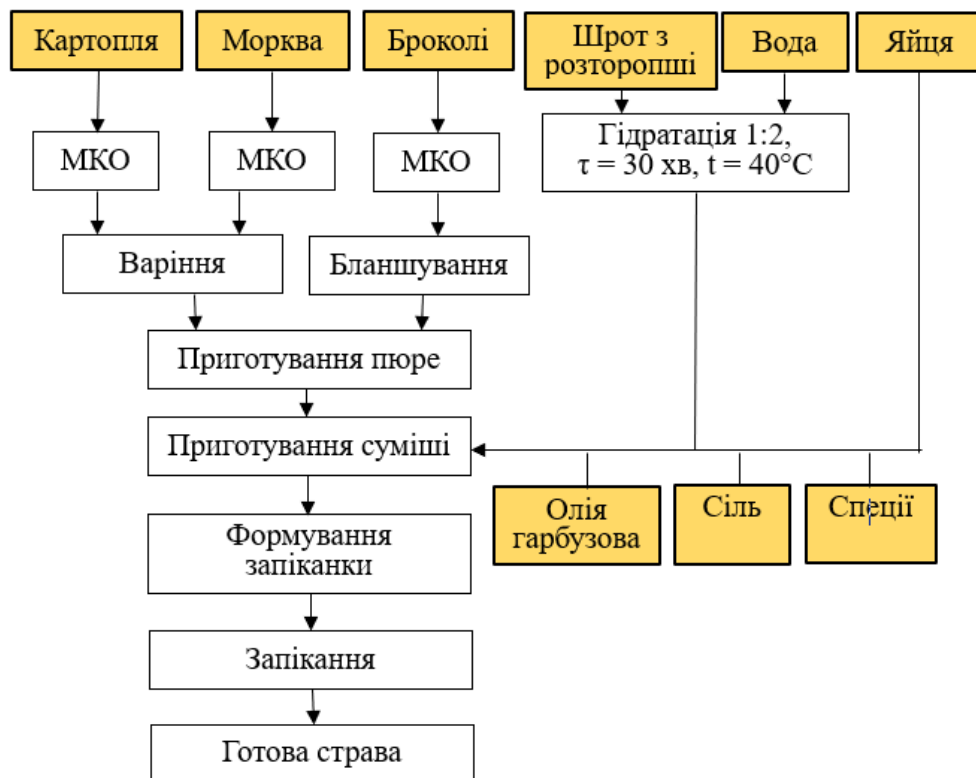 Картопля
Морква
Броколі
Шрот з
розторопші
Вода
Яйця
МКО
МКО
МКО
Гідратація 1:2,
τ = 30 хв, t = 40°C
Варіння
Бланшування
Приготування пюре
Приготування суміші
Олія
гарбузова
Сіль
Спеції
Формування
запіканки
Запікання
Готова страва